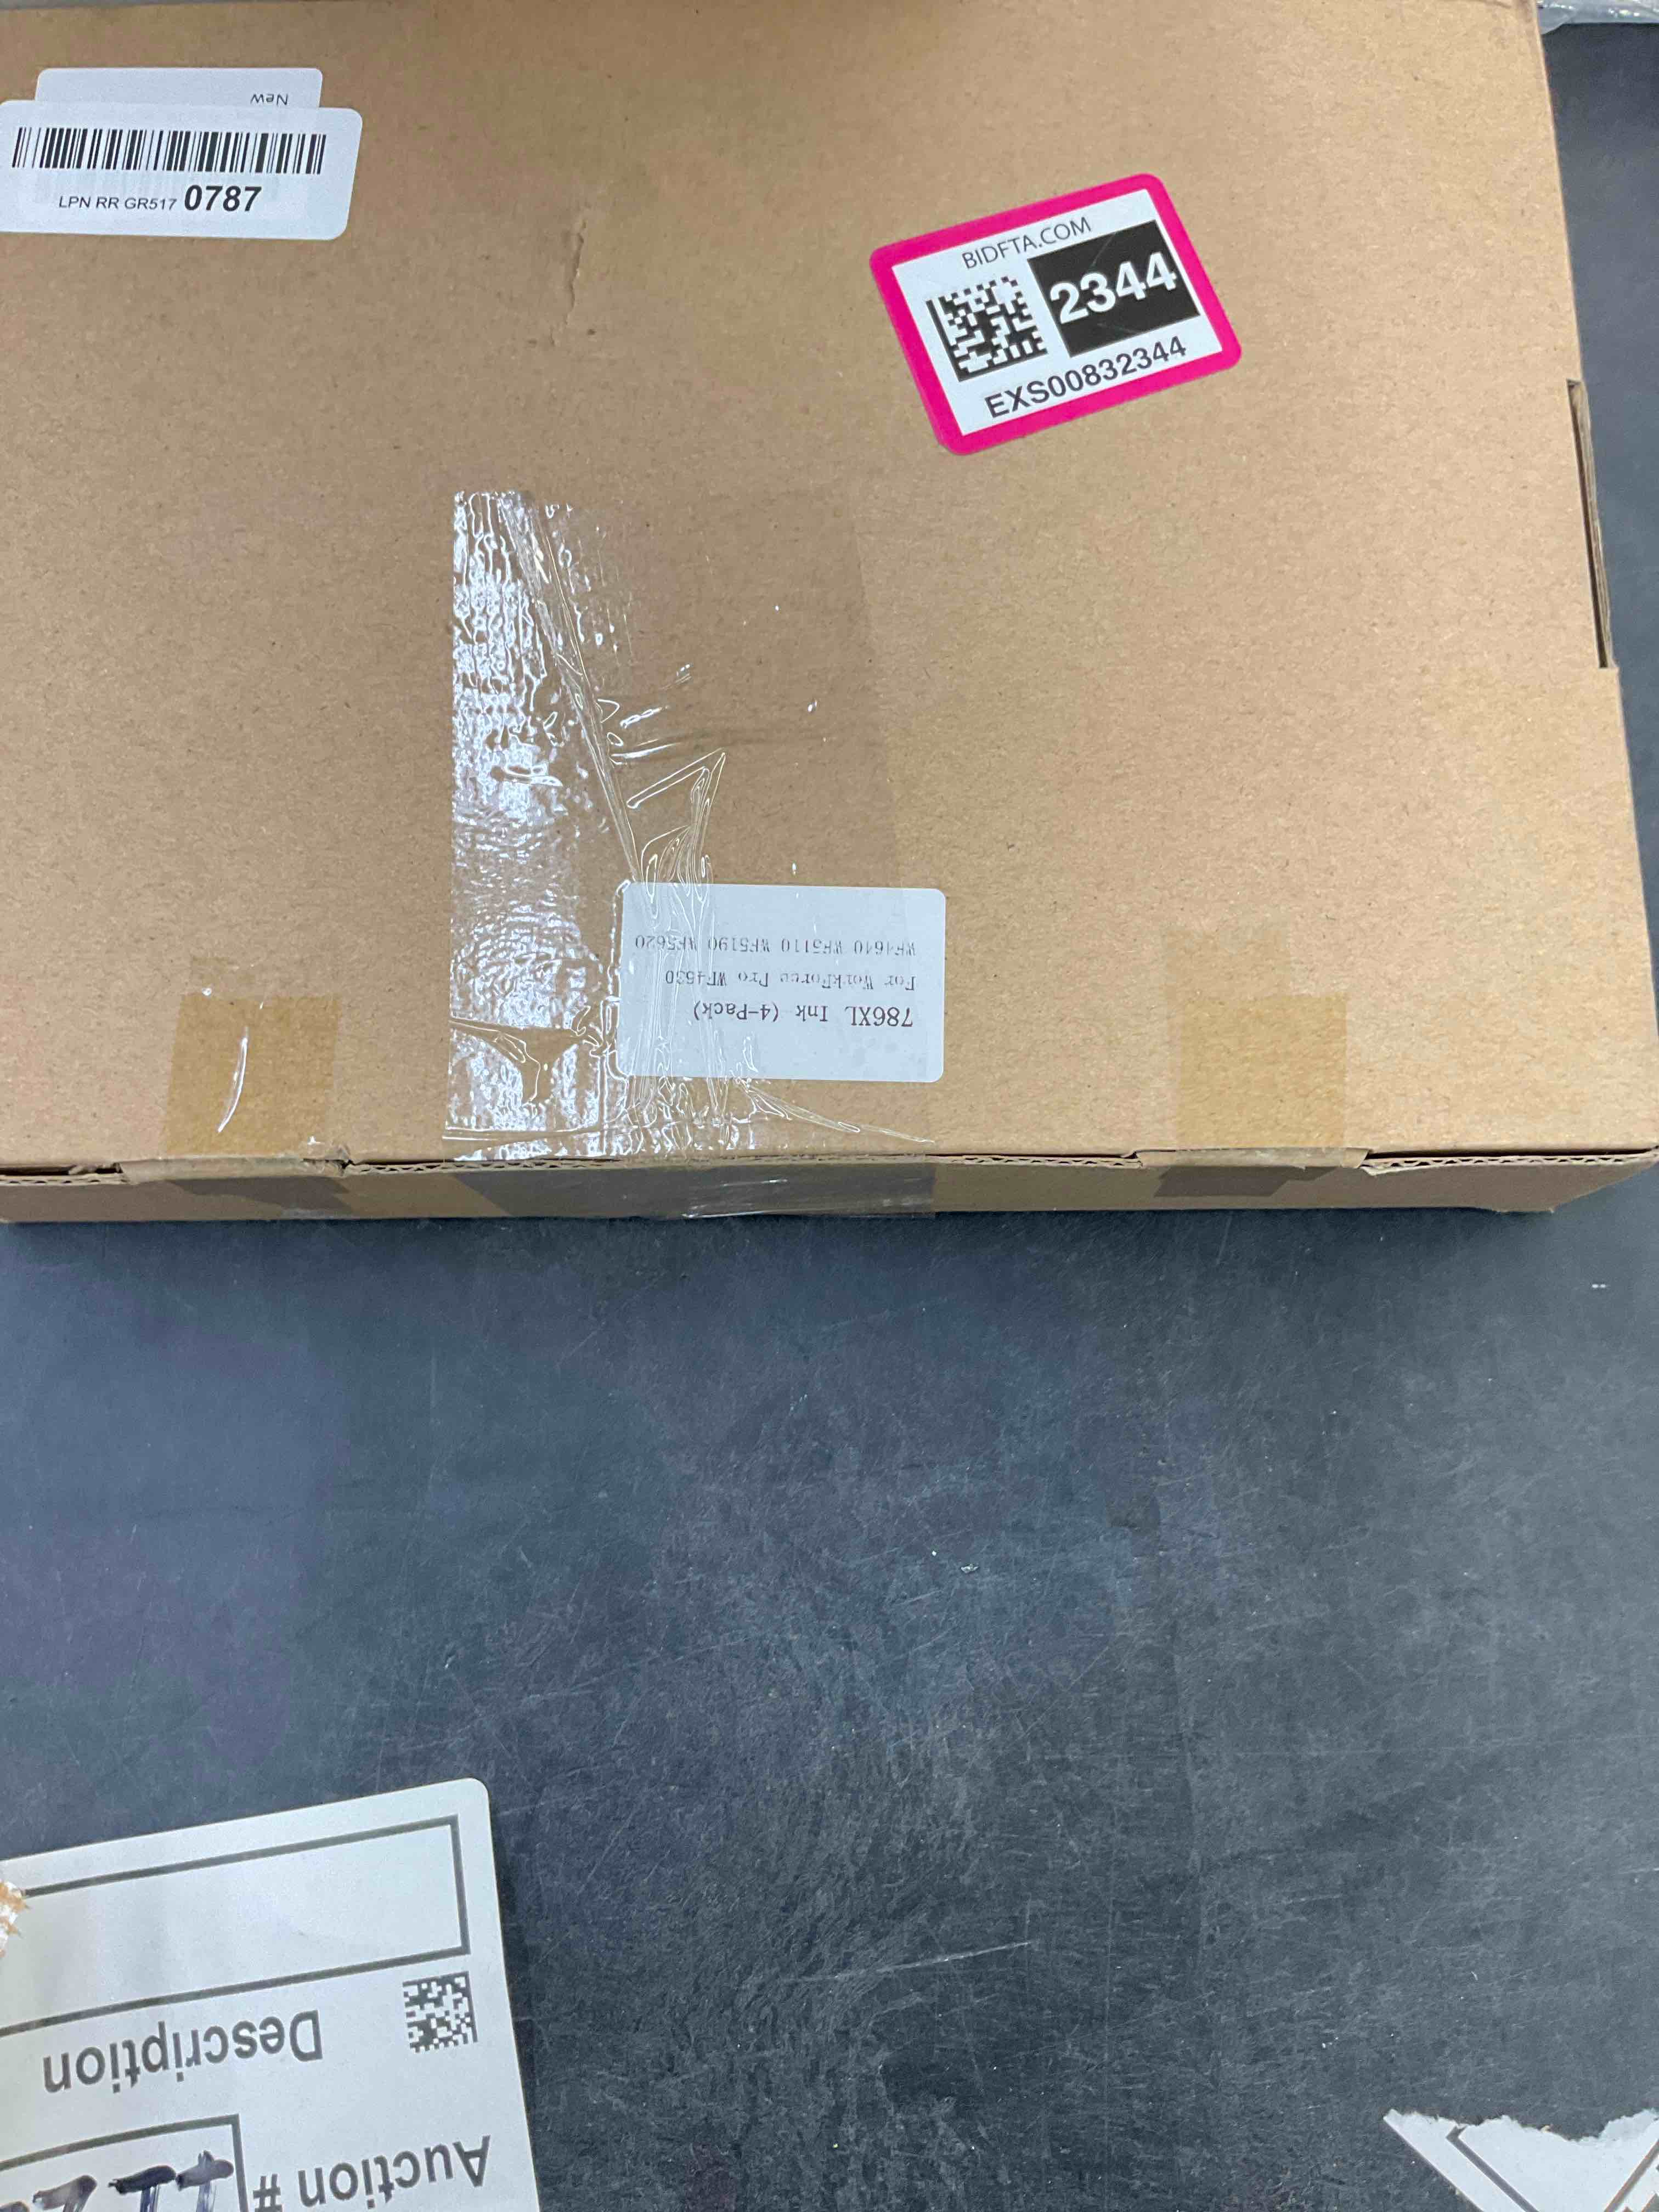 New
LPN RR GR517 0787
BIDFTA.COM
2344
EXS00832344
786XL Ink (4-Pack)
For WorkForce Pro WF4630
WF4640 WF5110 WF5190 WF5620
Description
Auction #